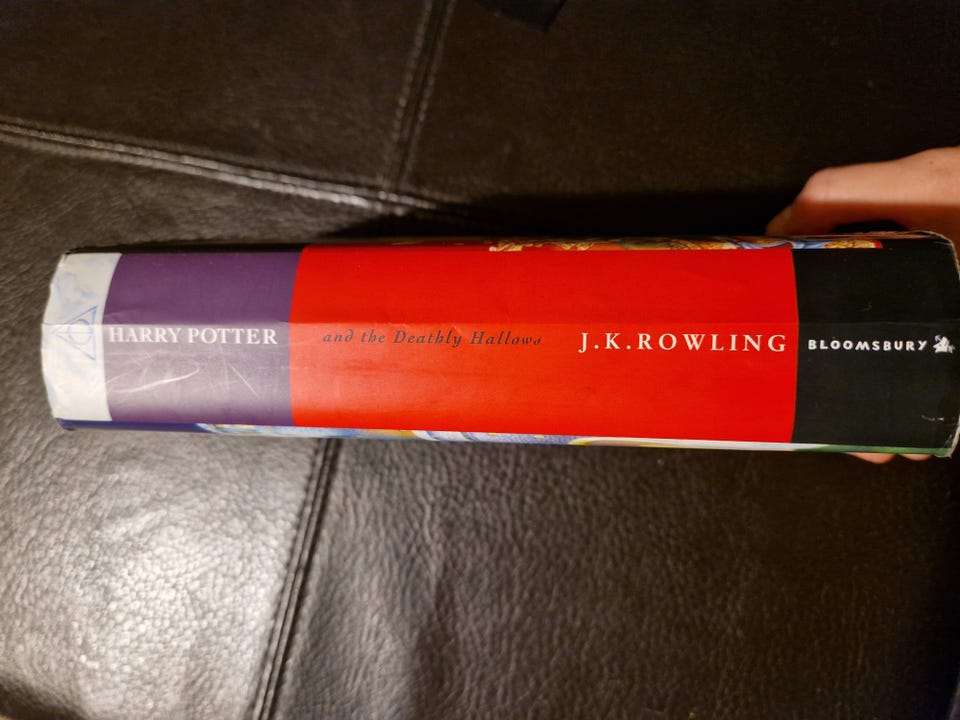 HARRY POTTER and the Deathly Hallows J.K.ROWLING BLOOMSBURY